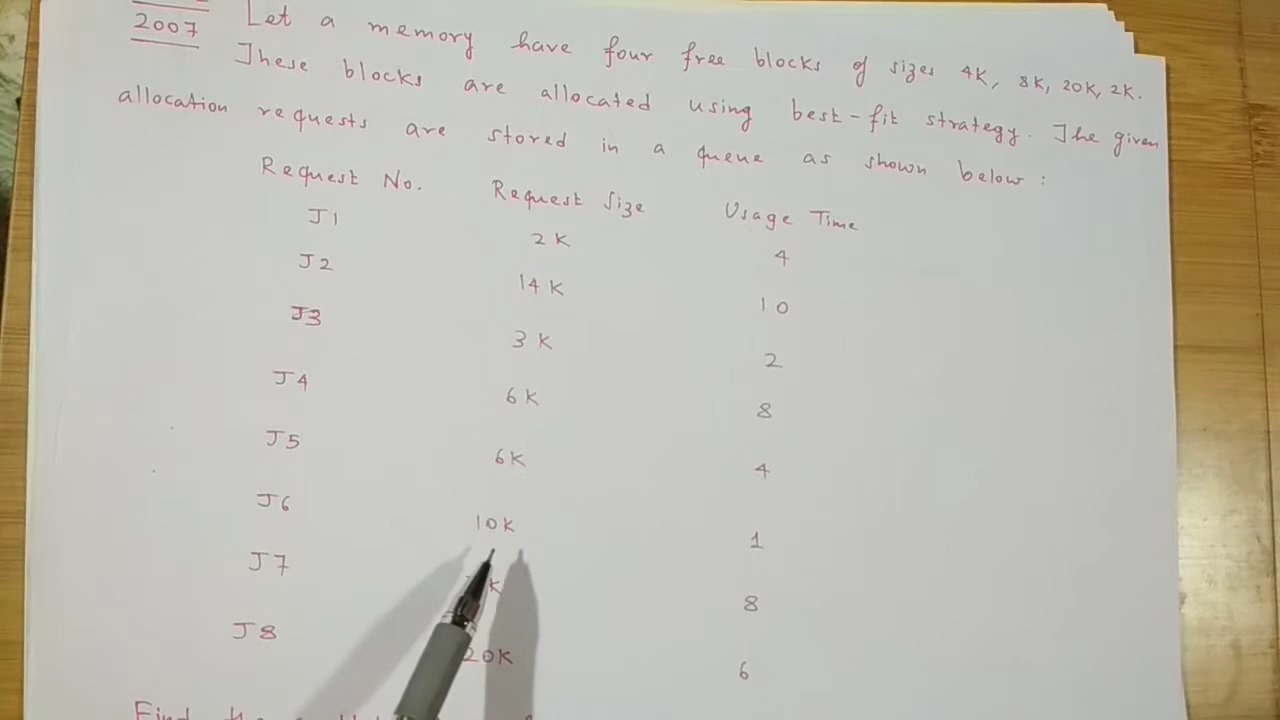 2007 Let a memory have four free blocks of sizes 4K, 8K, 20K, 2K.
These blocks are allocated using best-fit strategy. The given
allocation requests are stored in a queue as shown below:
Request No. Request Size Usage Time
J1 2K 4
J2 14K 10
J3 3K 2
J4 6K 8
J5 6K 4
J6 10K 1
J7 K 8
J8 20K 6
Find